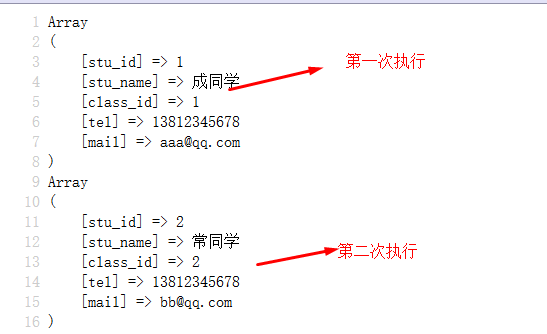 1 Array
2 (
3 [stu_id] => 1 第一次执行
4 [stu_name] => 成同学
5 [class_id] => 1
6 [tel] => 13812345678
7 [mail] => aaa@qq.com
8 )
9 Array
10 (
11 [stu_id] => 2
12 [stu_name] => 常同学 第二次执行
13 [class_id] => 2
14 [tel] => 13812345678
15 [mail] => bb@qq.com
16 )